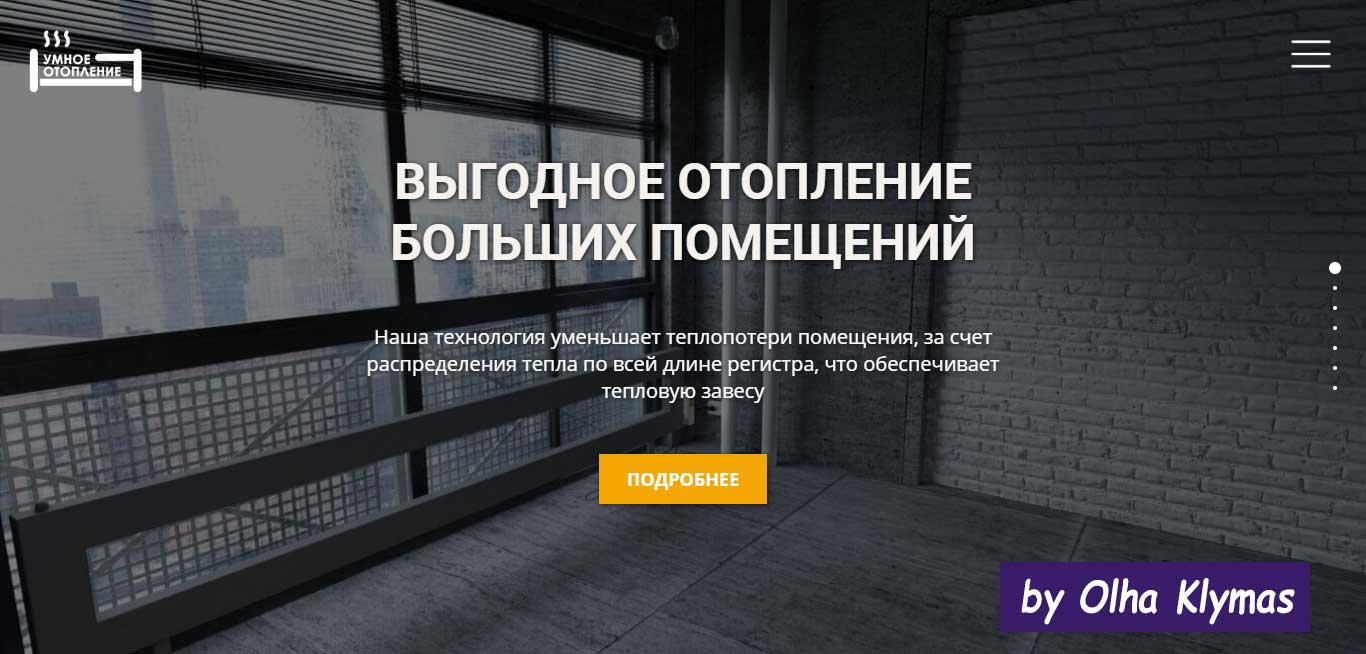 УМНОЕ
ОТОПЛЕНИЕ
ВЫГОДНОЕ ОТОПЛЕНИЕ
БОЛЬШИХ ПОМЕЩЕНИЙ
Наша технология уменьшает теплопотери помещения, за счет
распределения тепла по всей длине регистра, что обеспечивает
тепловую завесу
ПОДРОБНЕЕ
by Olha Klymas